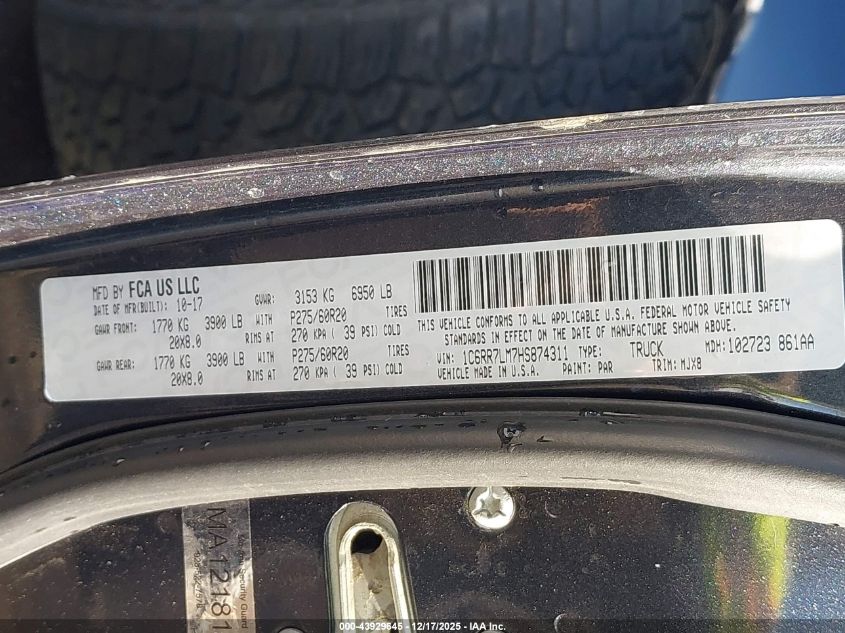 MFD BY FCA US LLC
DATE OF MFR(BUILT): 10-17 GVWR: 3153 KG 6950 LB
GAWR FRONT: 1770 KG 3900 LB WITH P275/60R20 TIRES
20X8.0 RIMS AT 270 KPA ( 39 PSI) COLD
GAWR REAR: 1770 KG 3900 LB WITH P275/60R20 TIRES
20X8.0 RIMS AT 270 KPA ( 39 PSI) COLD
THIS VEHICLE CONFORMS TO ALL APPLICABLE U.S.A. FEDERAL MOTOR VEHICLE SAFETY
STANDARDS IN EFFECT ON THE DATE OF MANUFACTURE SHOWN ABOVE.
VIN: 1C6RR7LM7HS874311 TYPE: TRUCK MDH: 102723 861AA
VEHICLE MADE IN U.S.A. PAINT: PAR TRIM: MJX8
MA12181
Security Guard
000-43929645 - 12/17/2025 - IAA Inc.